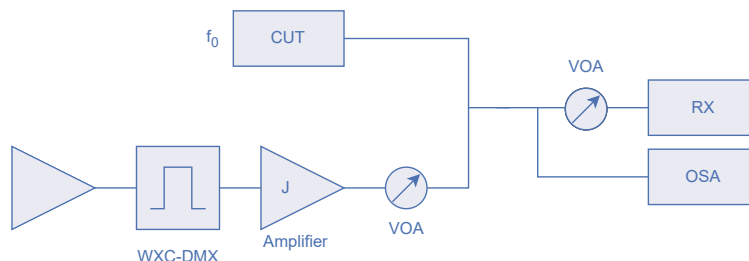 f0
CUT
VOA
RX
OSA
J
Amplifier
VOA
WXC-DMX